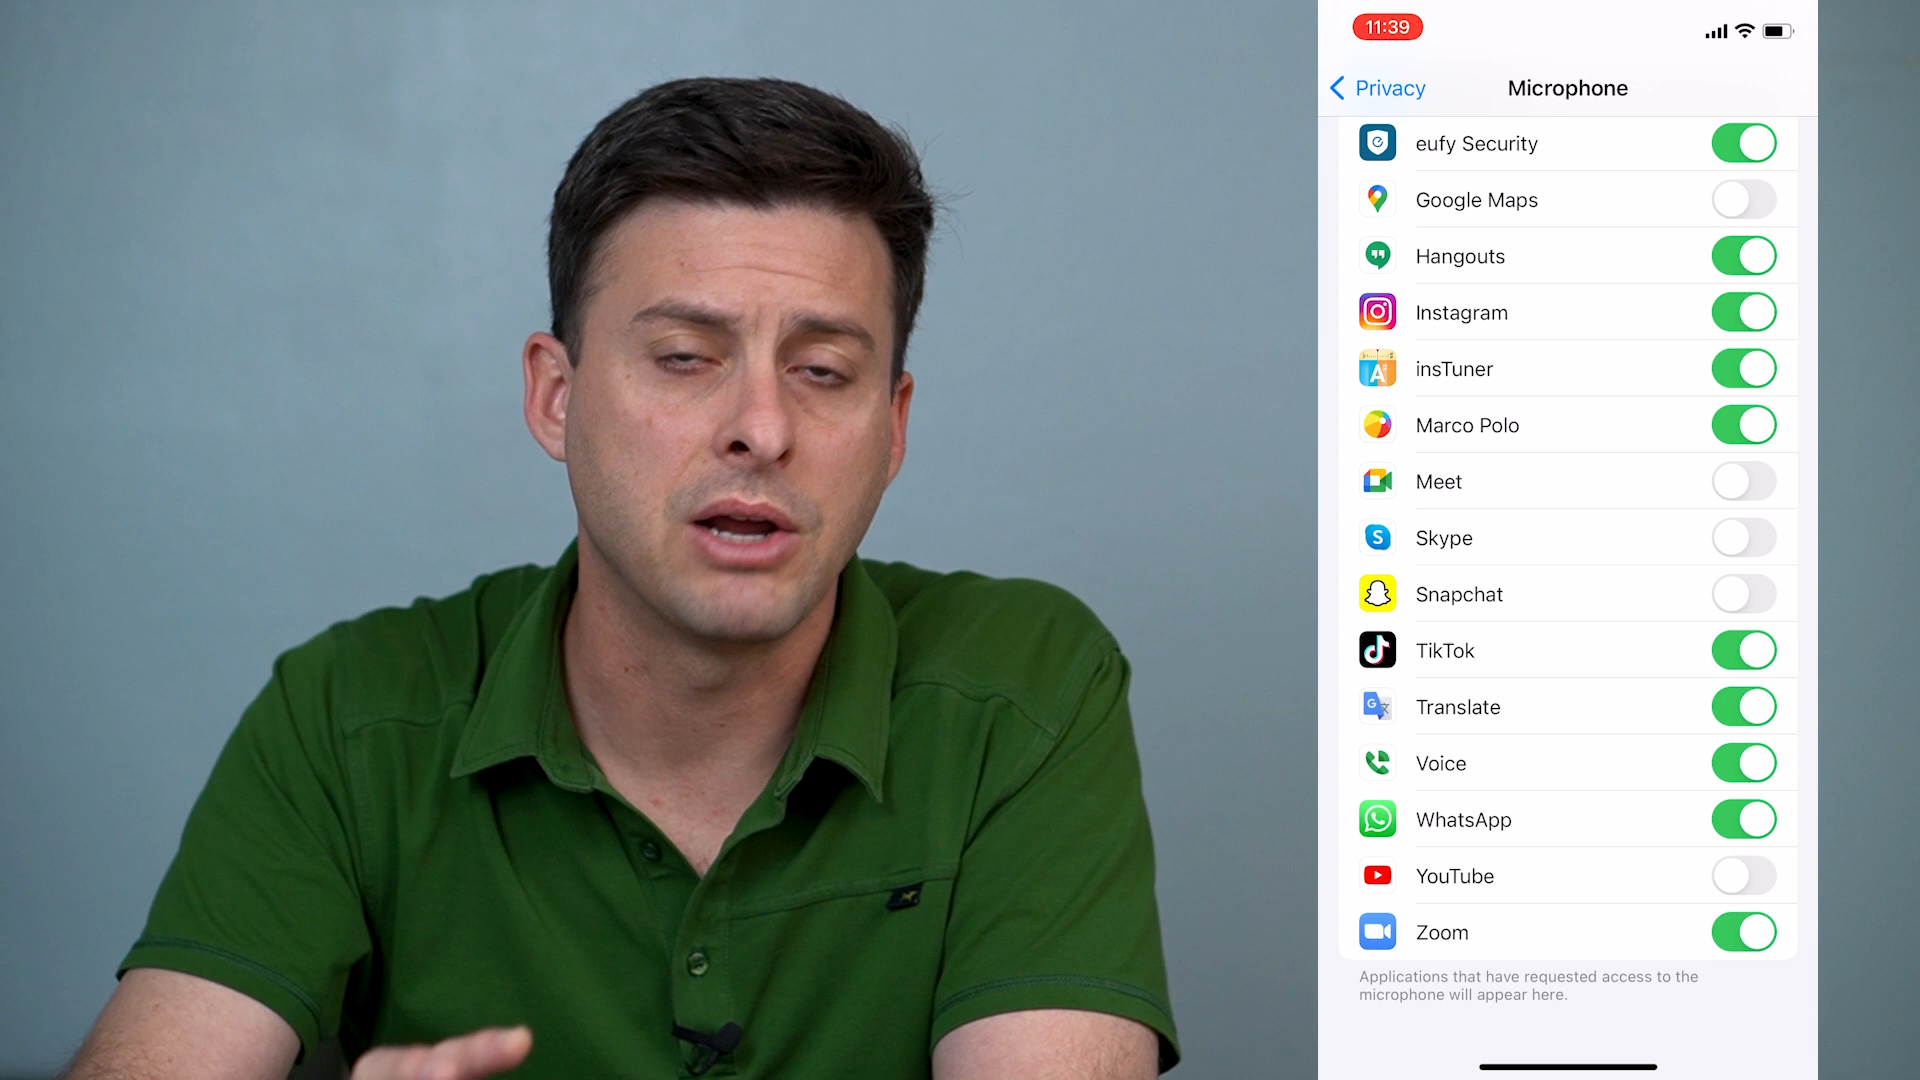 11:39
Privacy
Microphone
eufy Security
Google Maps
Hangouts
Instagram
A
insTuner
Marco Polo
Meet
S
Skype
Snapchat
TikTok
G 文
Translate
Voice
WhatsApp
YouTube
Zoom
Applications that have requested access to the
microphone will appear here.